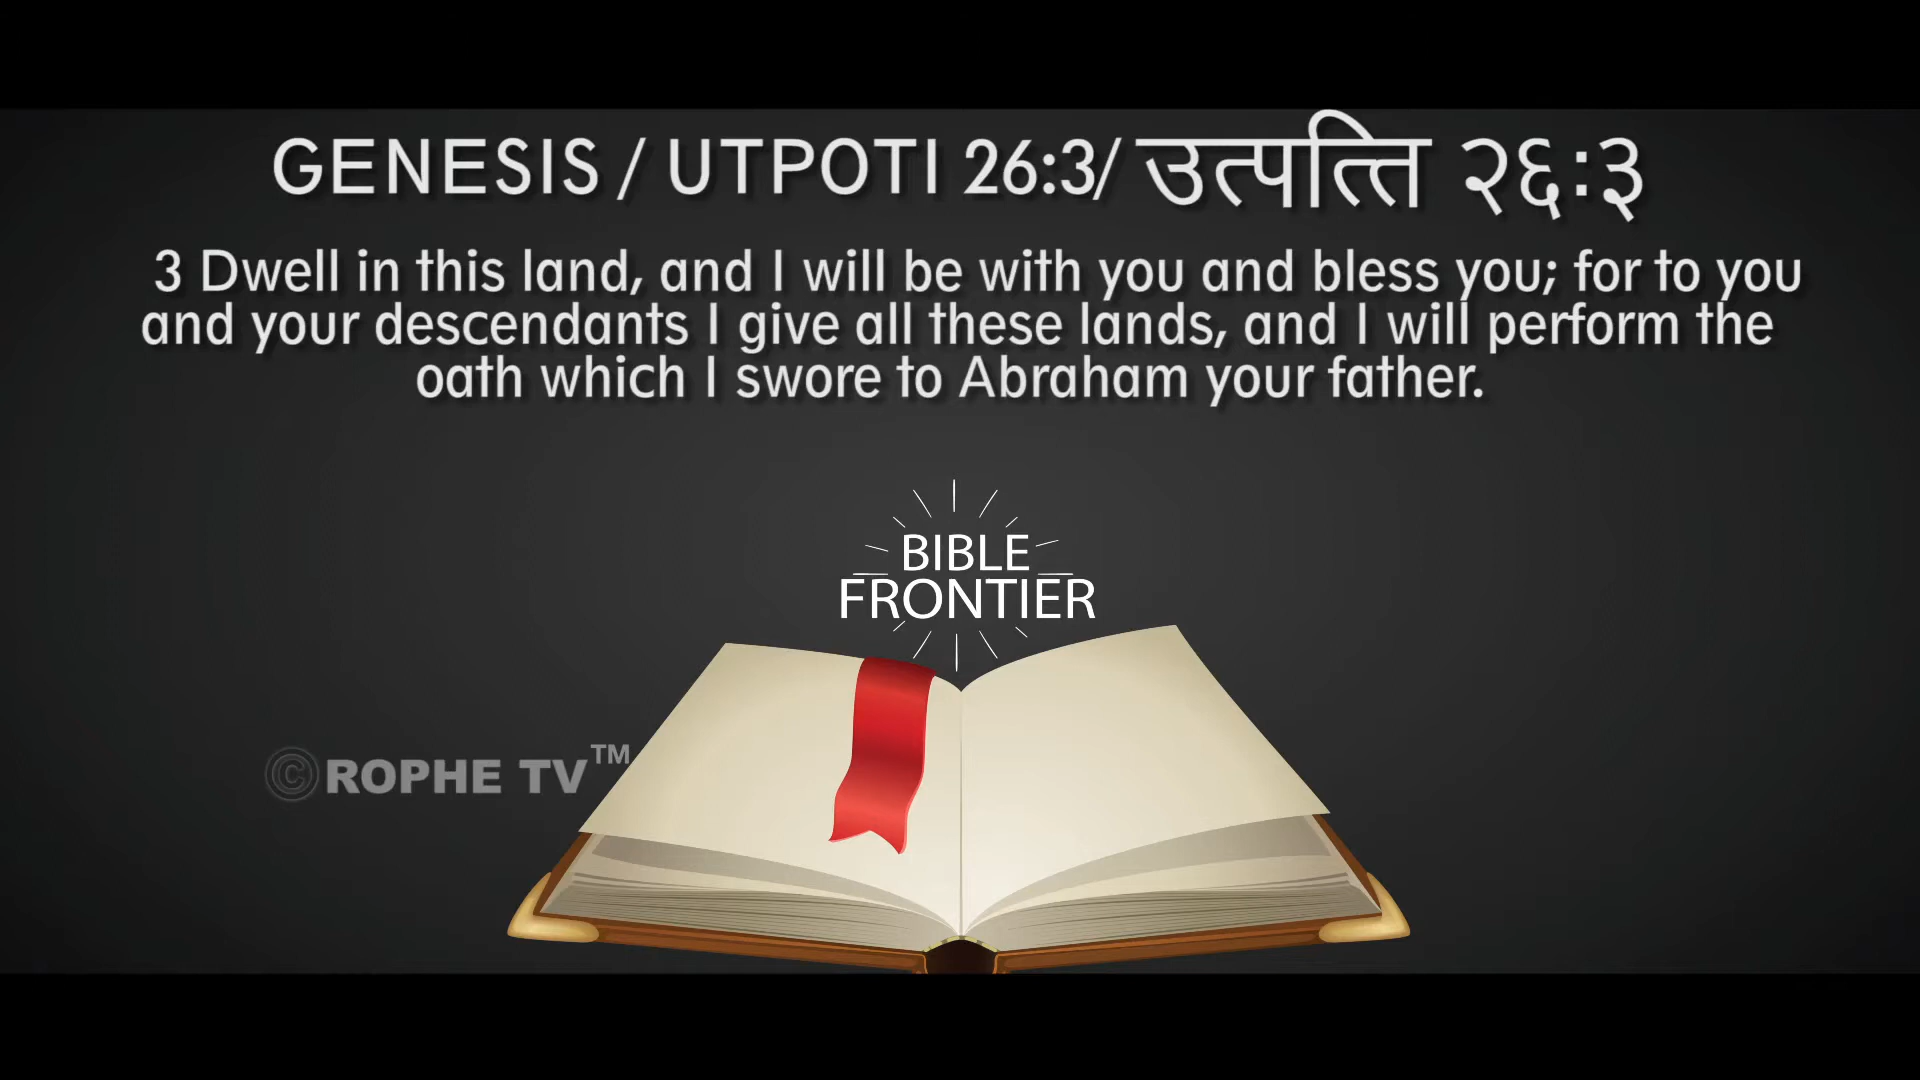 GENESIS / UTPOTI 26:3/ उत्पत्ति २६:३
3 Dwell in this land, and I will be with you and bless you; for to you
and your descendants I give all these lands, and I will perform the
oath which I swore to Abraham your father.
BIBLE
FRONTIER
©ROPHE TV™